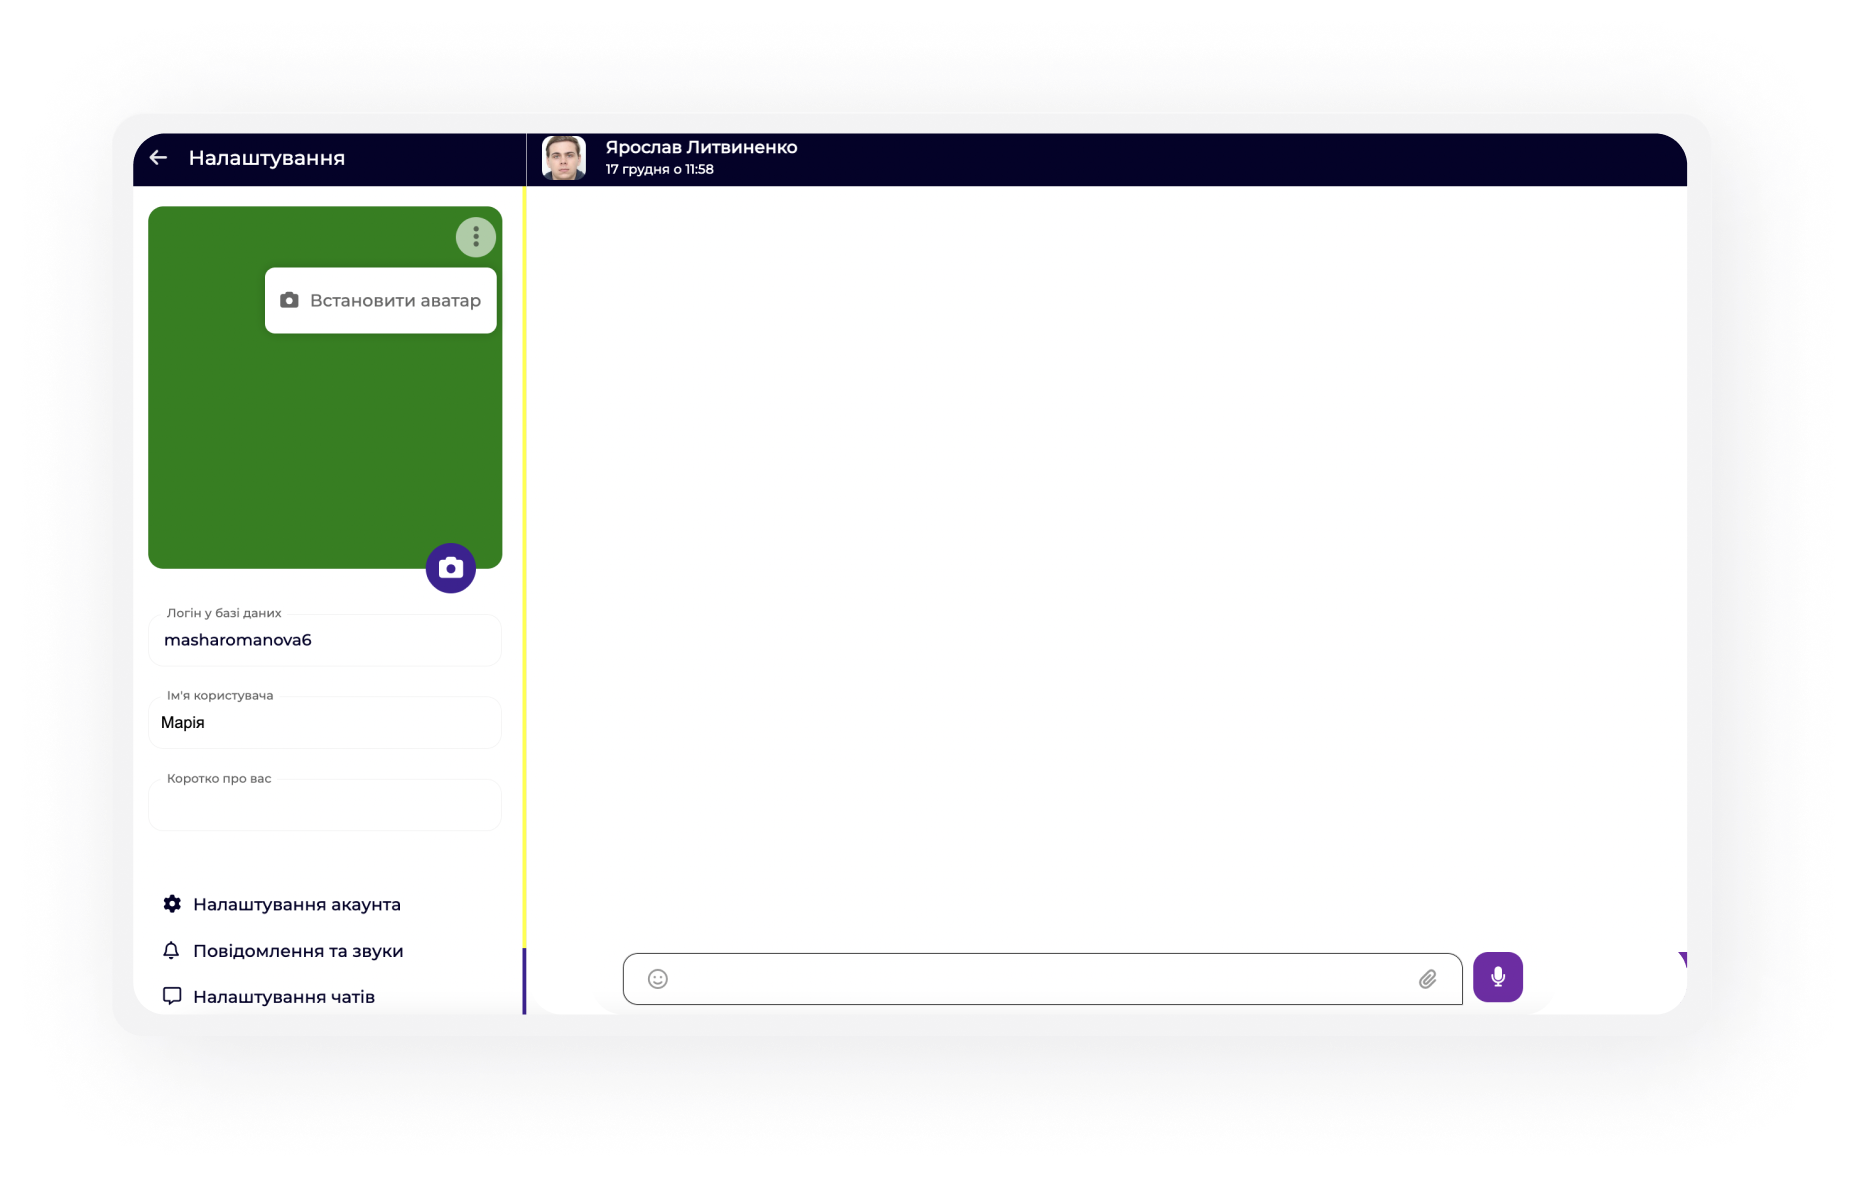 Налаштування
Ярослав Литвиненко
17 грудня о 11:58
Встановити аватар
Логін у базі даних
masharomanova6
Ім'я користувача
Марія
Коротко про вас
Налаштування акаунта
Повідомлення та звуки
Налаштування чатів